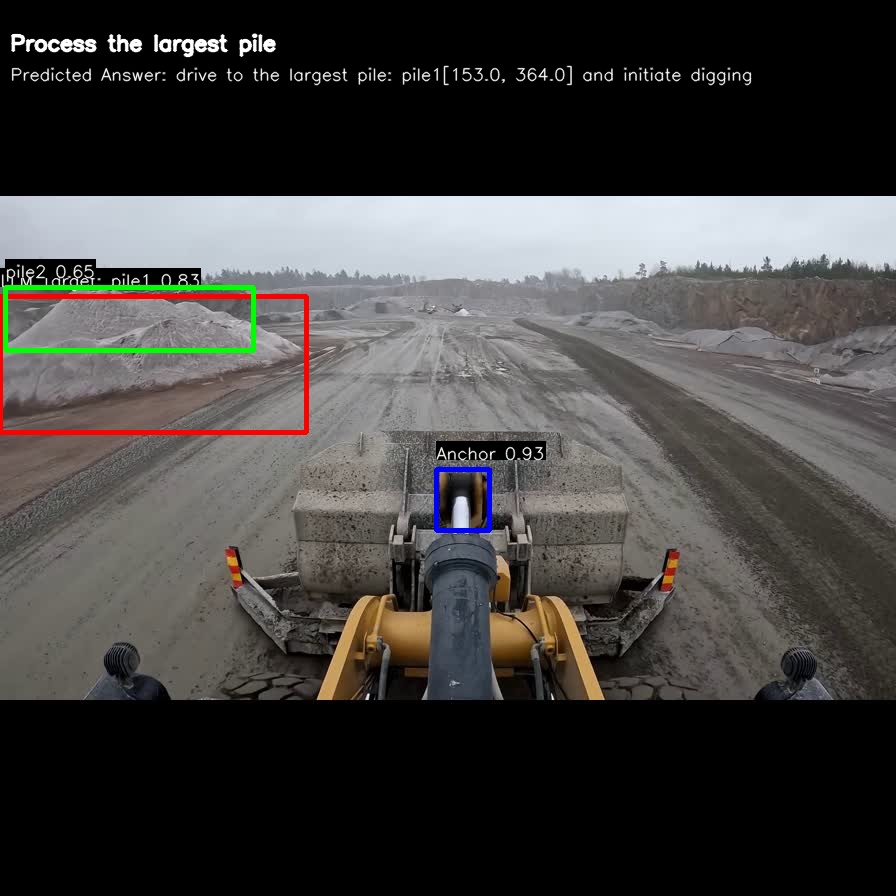 Process the largest pile
Predicted Answer: drive to the largest pile: pile1[153.0, 364.0] and initiate digging
pile2 0.65
LLM Target: pile1 0.83
Anchor 0.93